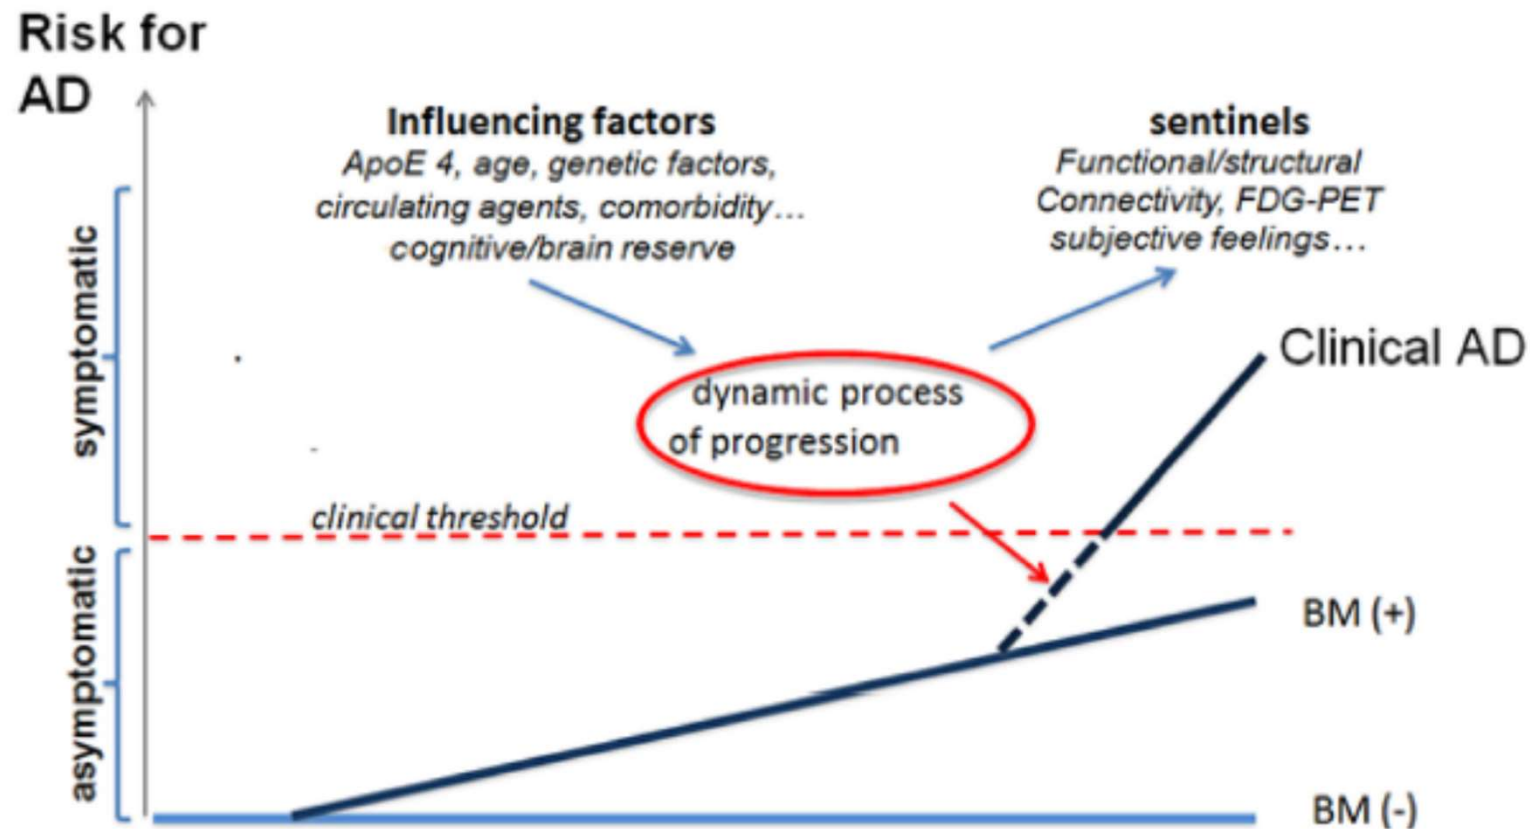 Risk for
AD
Influencing factors
ApoE 4, age, genetic factors,
circulating agents, comorbidity...
cognitive/brain reserve
sentinels
Functional/structural
Connectivity, FDG-PET
subjective feelings...
symptomatic
Clinical AD
dynamic process
of progression
clinical threshold
asymptomatic
BM (+)
BM (-)